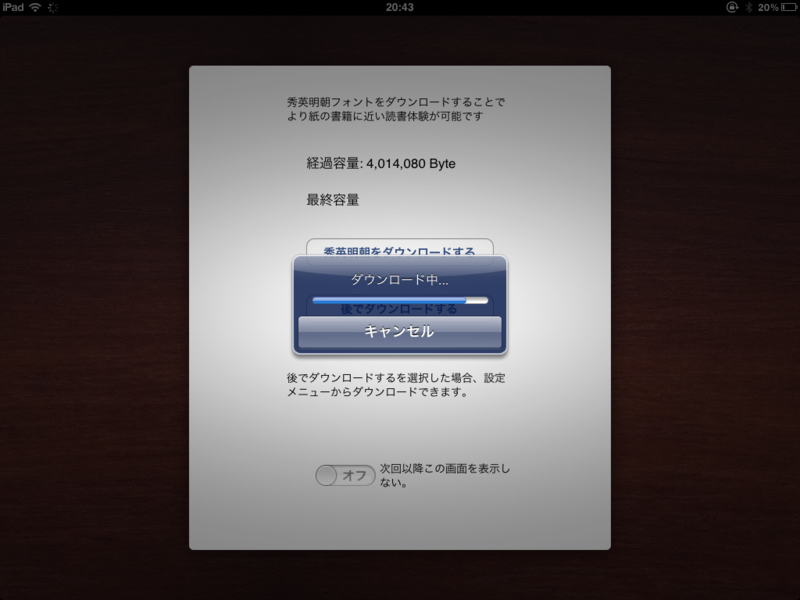 iPad
20:43
20%
秀英明朝フォントをダウンロードすることで
より紙の書籍に近い読書体験が可能です
経過容量: 4,014,080 Byte
最終容量
秀英明朝をダウンロードする
ダウンロード中...
後でダウンロードする
キャンセル
後でダウンロードするを選択した場合、設定
メニューからダウンロードできます。
オフ
次回以降この画面を表示し
ない。